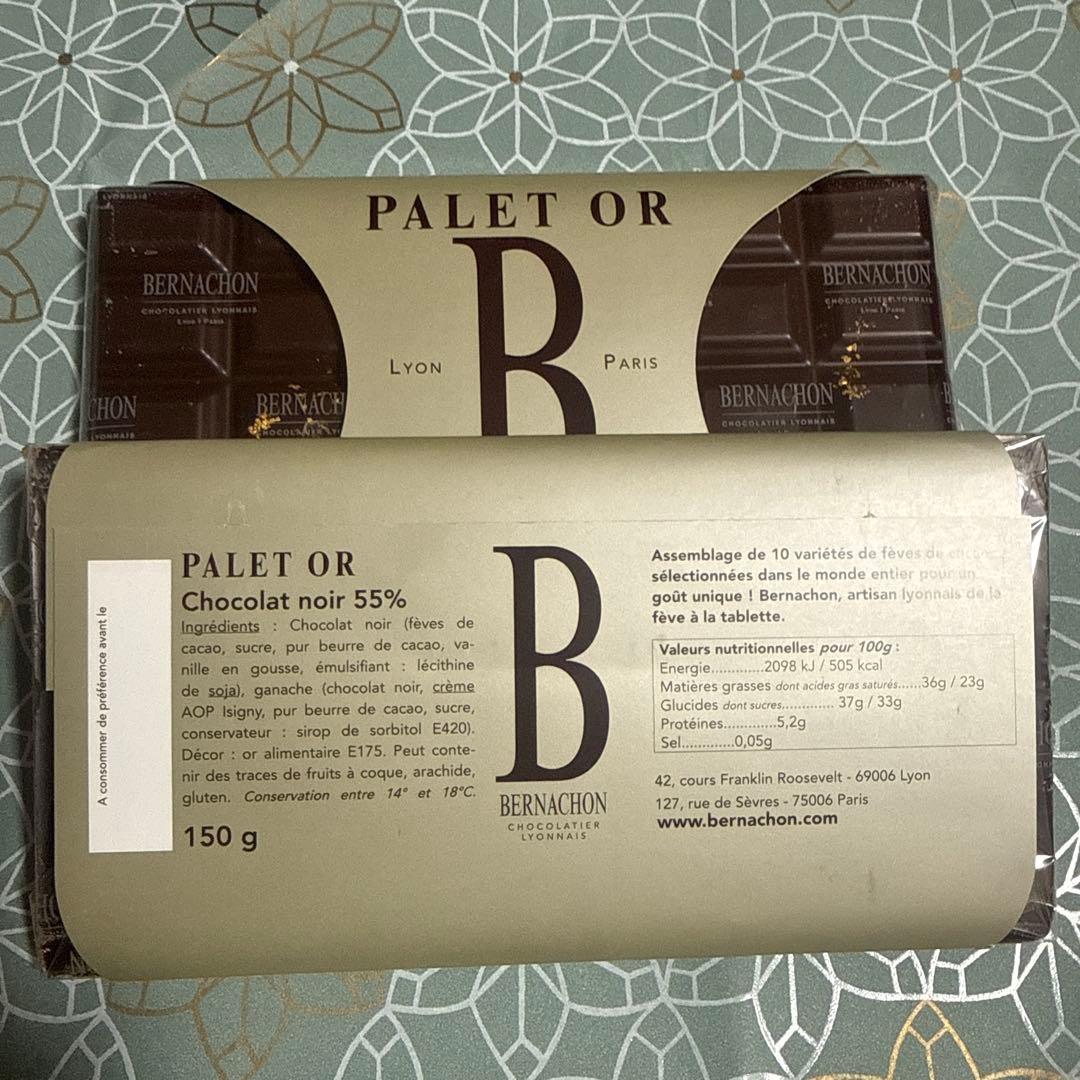 PALET OR
B
LYON
PARIS
BERNACHON
CHOCOLATIER LYONNAIS
Lyon I Paris
BERNACHON
CHOCOLATIER LYONNAIS
Lyon I Paris
CHON
YONNAIS
BERNACH
CHOCOLATIER LY
BERNACHON
CHOCOLATIER LYONNAIS
PALET OR
Chocolat noir 55%
Ingrédients : Chocolat noir (fèves de
cacao, sucre, pur beurre de cacao, va-
nille en gousse, émulsifiant : lécithine
de soja), ganache (chocolat noir, crème
AOP Isigny, pur beurre de cacao, sucre,
conservateur : sirop de sorbitol E420).
Décor : or alimentaire E175. Peut conte-
nir des traces de fruits à coque, arachide,
gluten. Conservation entre 14° et 18°C.
150 g
A consommer de préférence avant le
B
BERNACHON
CHOCOLATIER
LYONNAIS
Assemblage de 10 variétés de fèves de cacao
sélectionnées dans le monde entier pour un
goût unique ! Bernachon, artisan lyonnais de la
fève à la tablette.
Valeurs nutritionnelles pour 100g :
Energie.............2098 kJ / 505 kcal
Matières grasses dont acides gras saturés......36g / 23g
Glucides dont sucres............. 37g / 33g
Protéines............5,2g
Sel.............0,05g
42, cours Franklin Roosevelt - 69006 Lyon
127, rue de Sèvres - 75006 Paris
www.bernachon.com